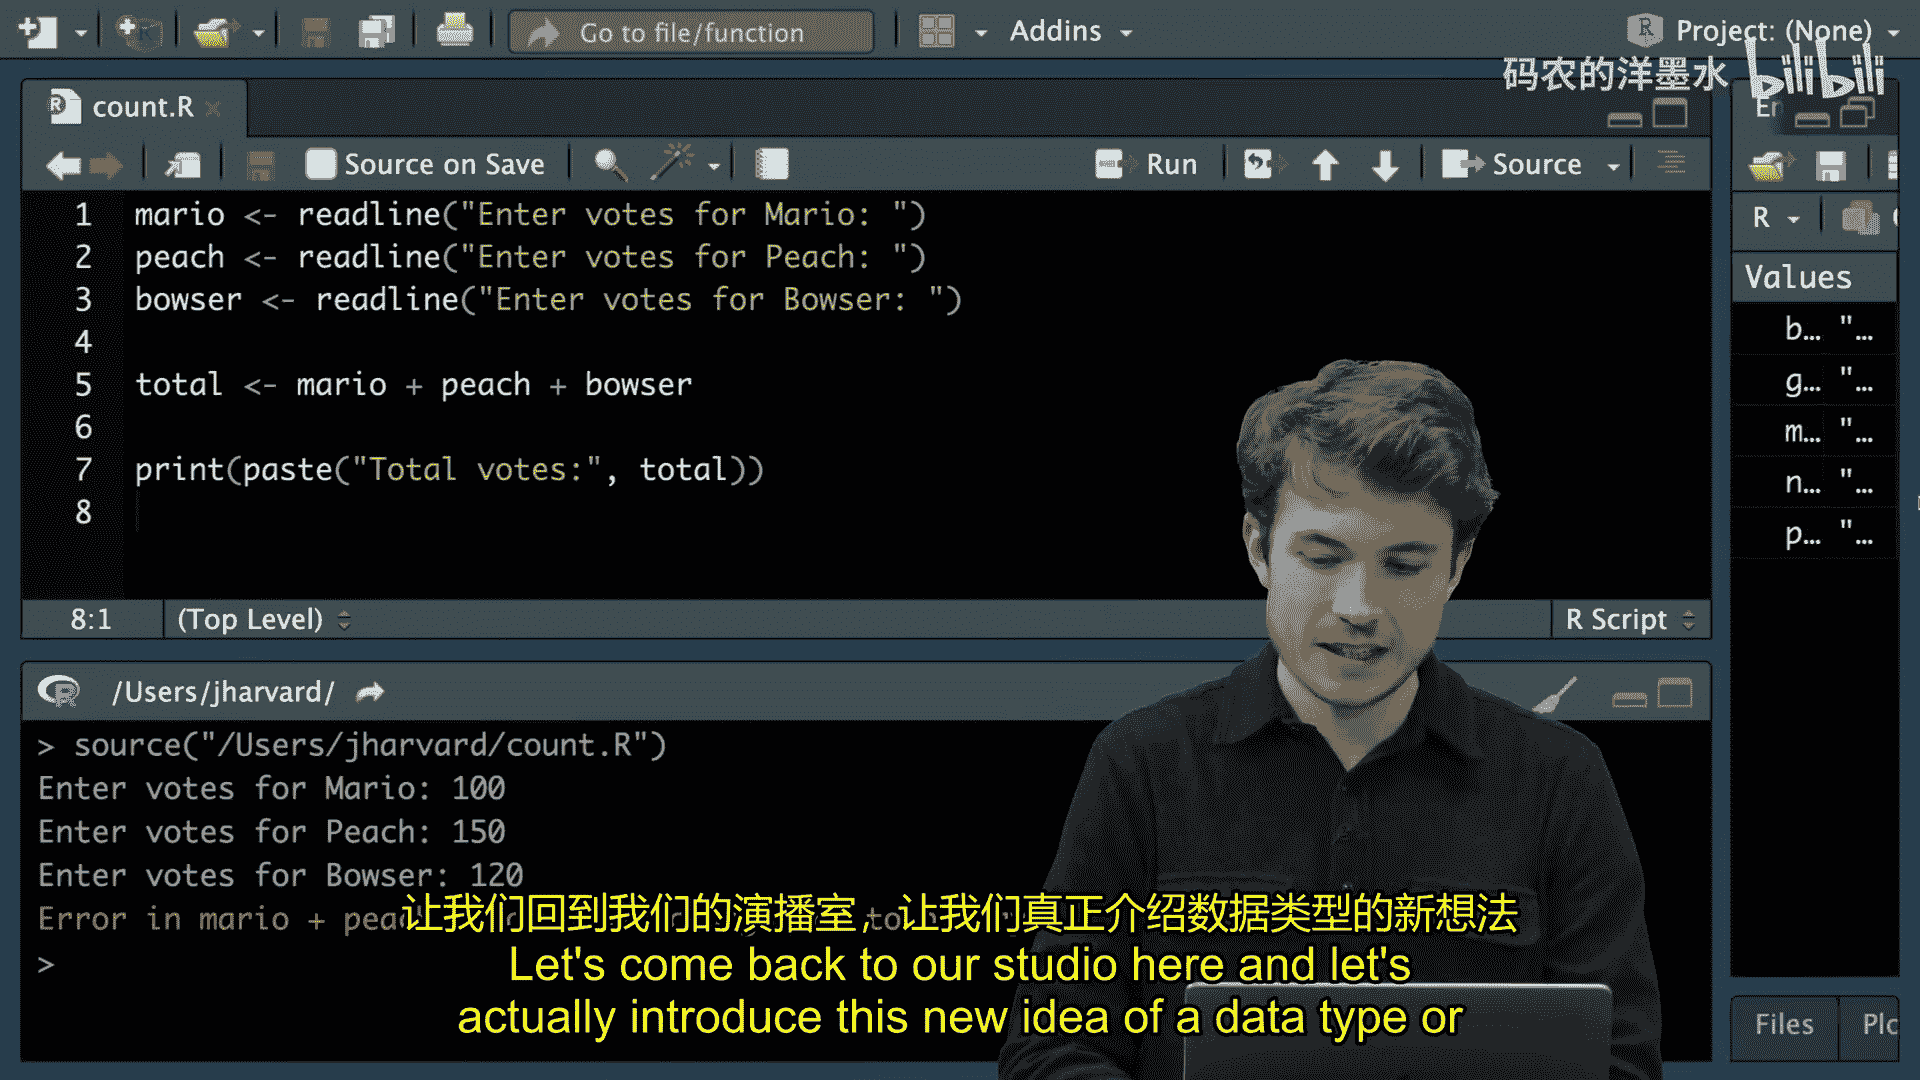 Go to file/function
Addins
Project: (None)
码农的洋墨水 bilibili
count.R
En
Source on Save
Run
Source
1 mario <- readline("Enter votes for Mario: ")
2 peach <- readline("Enter votes for Peach: ")
3 bowser <- readline("Enter votes for Bowser: ")
4
5 total <- mario + peach + bowser
6
7 print(paste("Total votes:", total))
8
R
Values
b... "...
g... "...
m... "...
n... "...
p... "...
8:1 (Top Level)
R Script
/Users/jharvard/
> source("/Users/jharvard/count.R")
Enter votes for Mario: 100
Enter votes for Peach: 150
Enter votes for Bowser: 120
Error in mario + pea
>
让我们回到我们的演播室，让我们真正介绍数据类型的新想法
Let's come back to our studio here and let's
actually introduce this new idea of a data type or
Files